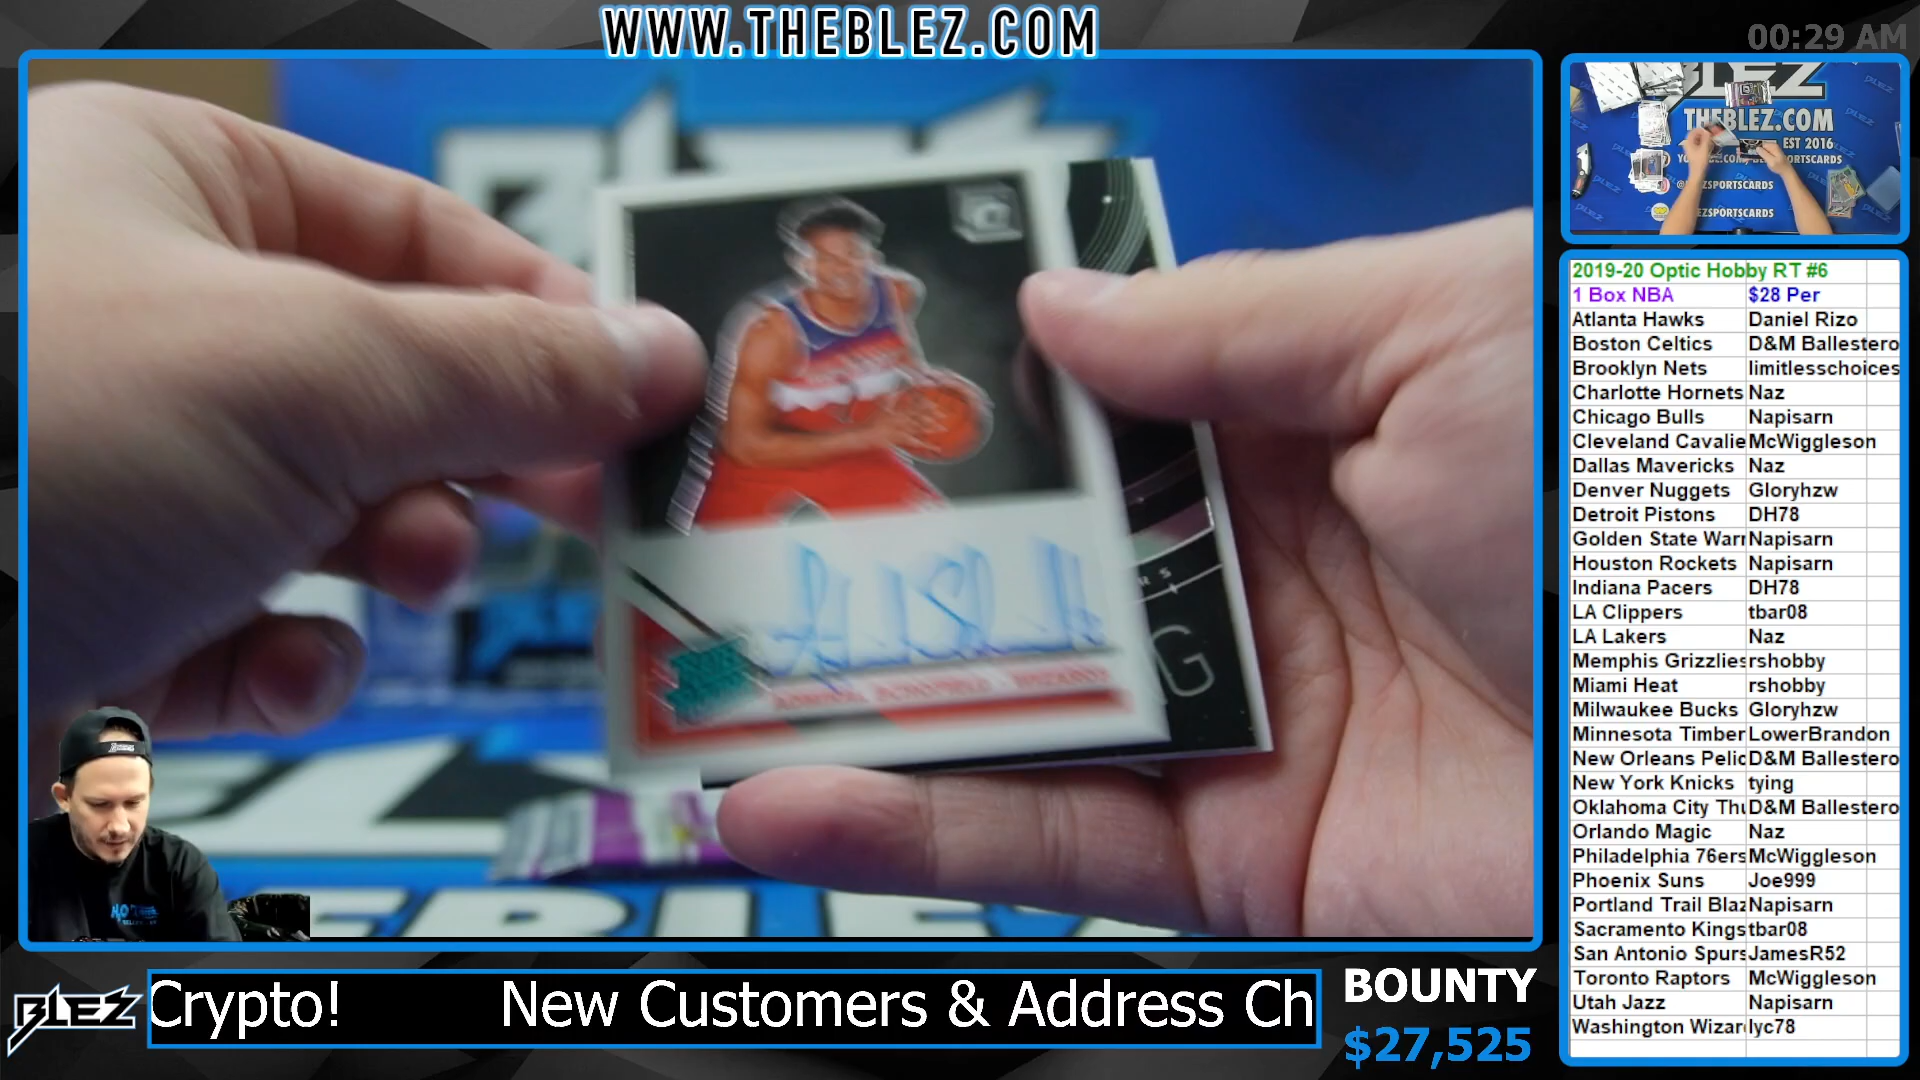 WWW.THEBLEZ.COM
00:29 AM
BLEZ
THEBLEZ.COM
EST 2016
2019-20 Optic Hobby RT #6
1 Box NBA $28 Per
Atlanta Hawks Daniel Rizo
Boston Celtics D&M Ballestero
Brooklyn Nets limitlesschoices
Charlotte Hornets Naz
Chicago Bulls Napisarn
Cleveland Cavalie McWiggleson
Dallas Mavericks Naz
Denver Nuggets Gloryhzw
Detroit Pistons DH78
Golden State Warr Napisarn
Houston Rockets Napisarn
Indiana Pacers DH78
LA Clippers tbar08
LA Lakers Naz
Memphis Grizzlies rshobby
Miami Heat rshobby
Milwaukee Bucks Gloryhzw
Minnesota Timber LowerBrandon
New Orleans Pelic D&M Ballestero
New York Knicks tying
Oklahoma City Thu D&M Ballestero
Orlando Magic Naz
Philadelphia 76ers McWiggleson
Phoenix Suns Joe999
Portland Trail Blaz Napisarn
Sacramento Kings tbar08
San Antonio Spurs JamesR52
Toronto Raptors McWiggleson
Utah Jazz Napisarn
Washington Wizar lyc78
BLEZ
Crypto! New Customers & Address Ch
BOUNTY
$27,525